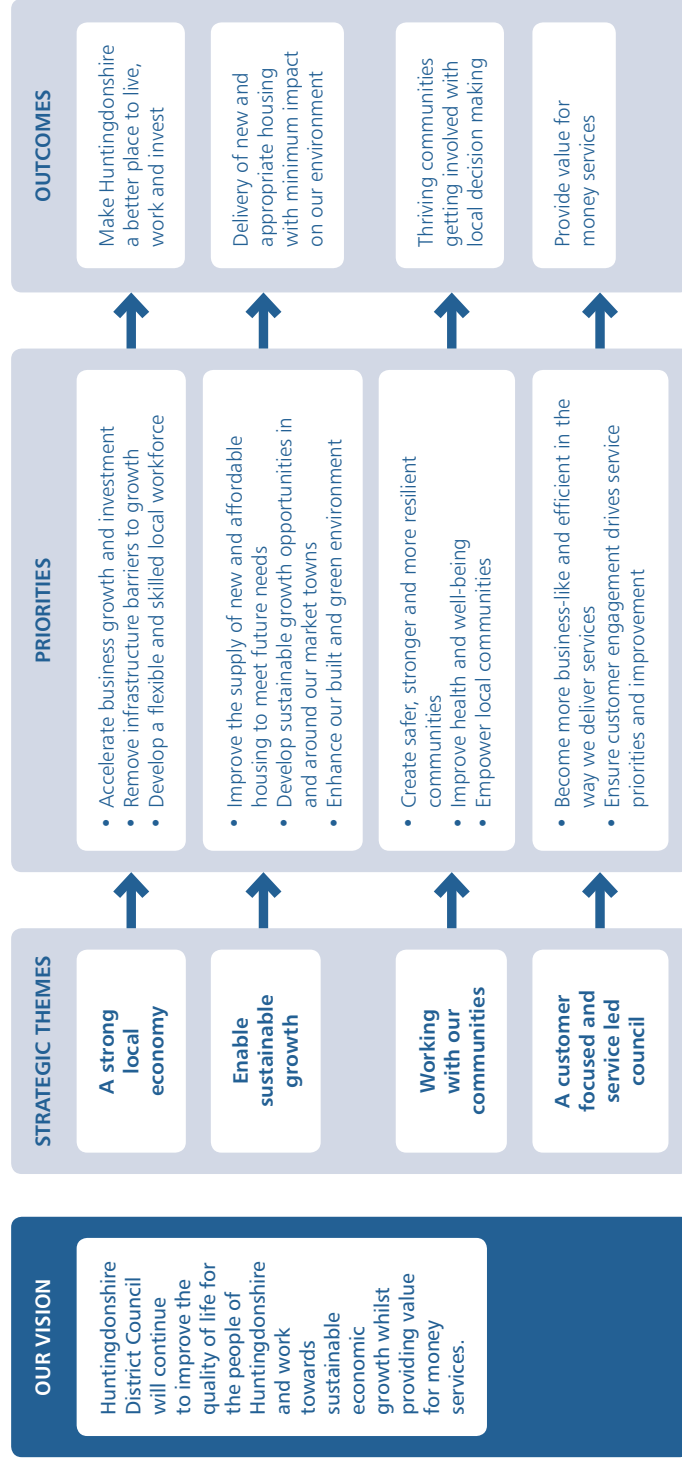 OUR VISION
Huntingdonshire
District Council
will continue
to improve the
quality of life for
the people of
Huntingdonshire
and work
towards
sustainable
economic
growth whilst
providing value
for money
services.
STRATEGIC THEMES
A strong
local
economy
Enable
sustainable
growth
Working
with our
communities
A customer
focused and
service led
council
PRIORITIES
• Accelerate business growth and investment
• Remove infrastructure barriers to growth
• Develop a flexible and skilled local workforce
• Improve the supply of new and affordable
housing to meet future needs
• Develop sustainable growth opportunities in
and around our market towns
• Enhance our built and green environment
• Create safer, stronger and more resilient
communities
• Improve health and well-being
• Empower local communities
• Become more business-like and efficient in the
way we deliver services
• Ensure customer engagement drives service
priorities and improvement
OUTCOMES
Make Huntingdonshire
a better place to live,
work and invest
Delivery of new and
appropriate housing
with minimum impact
on our environment
Thriving communities
getting involved with
local decision making
Provide value for
money services